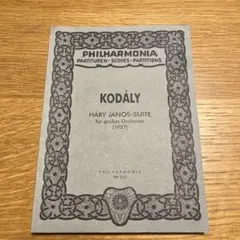 PHILHARMONIA
PARTITUREN · SCORES · PARTITIONS
KODÁLY
HÁRY JÁNOS-SUITE
für großes Orchester
(1927)
PHILHARMONIA